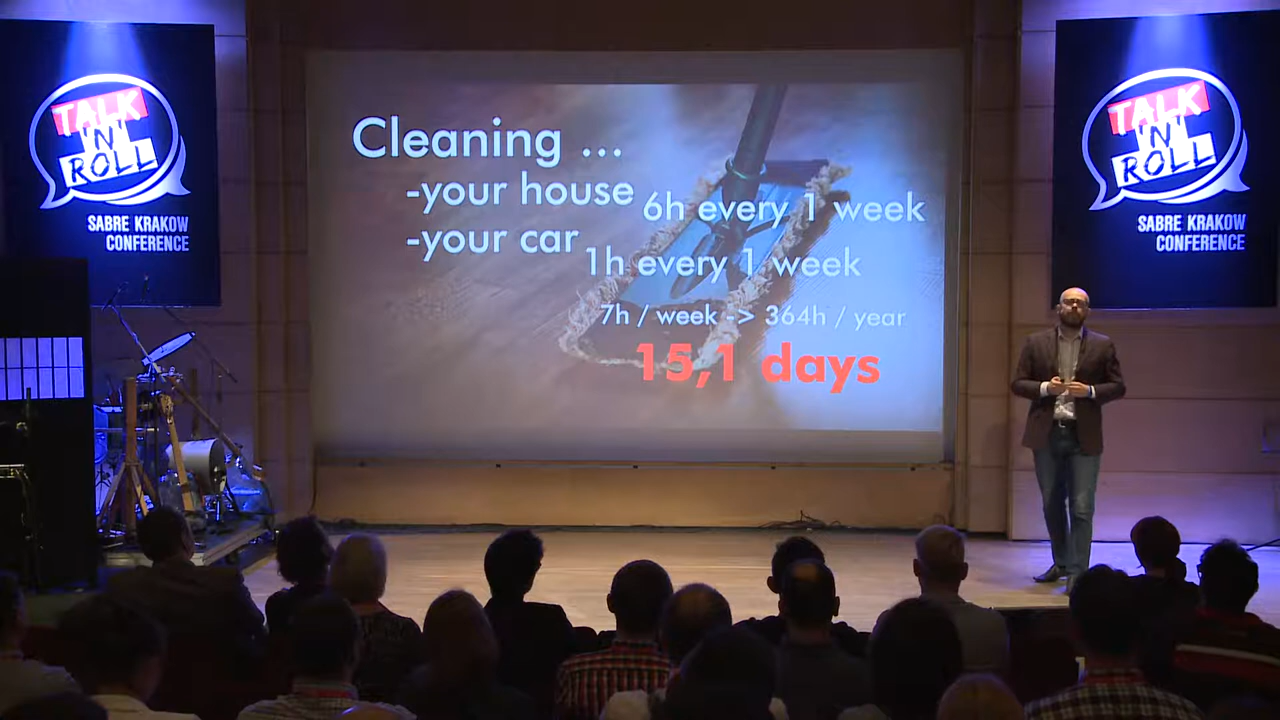 TALK
'N'
ROLL
SABRE KRAKOW
CONFERENCE
Cleaning ...
-your house 6h every 1 week
-your car 1h every 1 week
7h / week -> 364h / year
15,1 days
TALK
'N'
ROLL
SABRE KRAKOW
CONFERENCE